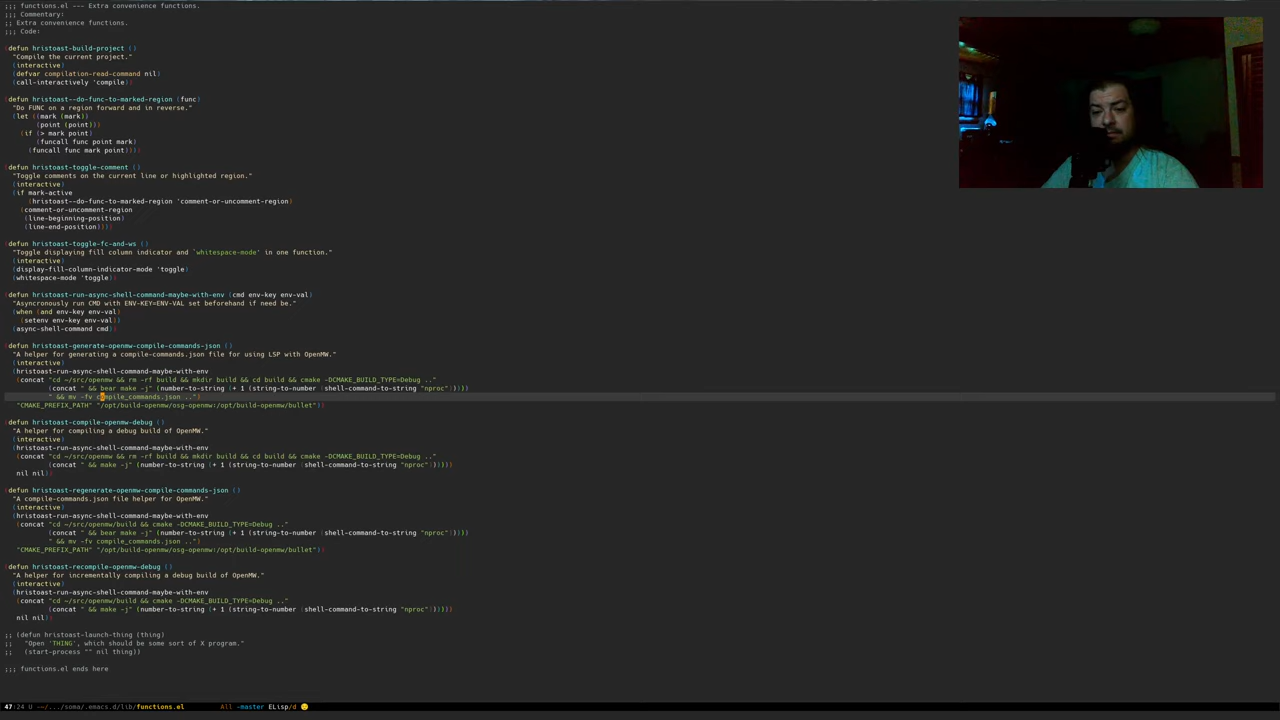 ;;; functions.el --- Extra convenience functions.
;;; Commentary:
;; Extra convenience functions.
;;; Code:

(defun hristoast-build-project ()
  "Compile the current project."
  (interactive)
  (defvar compilation-read-command nil)
  (call-interactively 'compile))

(defun hristoast--do-func-to-marked-region (func)
  "Do FUNC on a region forward and in reverse."
  (let ((mark (mark))
        (point (point)))
    (if (> mark point)
        (funcall func point mark)
      (funcall func mark point))))

(defun hristoast-toggle-comment ()
  "Toggle comments on the current line or highlighted region."
  (interactive)
  (if mark-active
      (hristoast--do-func-to-marked-region 'comment-or-uncomment-region)
    (comment-or-uncomment-region
     (line-beginning-position)
     (line-end-position))))

(defun hristoast-toggle-fc-and-ws ()
  "Toggle displaying fill column indicator and `whitespace-mode' in one function."
  (interactive)
  (display-fill-column-indicator-mode 'toggle)
  (whitespace-mode 'toggle))

(defun hristoast-run-async-shell-command-maybe-with-env (cmd env-key env-val)
  "Asyncronously run CMD with ENV-KEY=ENV-VAL set beforehand if need be."
  (when (and env-key env-val)
    (setenv env-key env-val))
  (async-shell-command cmd))

(defun hristoast-generate-openmw-compile-commands-json ()
  "A helper for generating a compile-commands.json file for using LSP with OpenMW."
  (interactive)
  (hristoast-run-async-shell-command-maybe-with-env
   (concat "cd ~/src/openmw && rm -rf build && mkdir build && cd build && cmake -DCMAKE_BUILD_TYPE=Debug .."
           (concat " && bear make -j" (number-to-string (+ 1 (string-to-number (shell-command-to-string "nproc")))))
           " && mv -fv compile_commands.json ..")
   "CMAKE_PREFIX_PATH" "/opt/build-openmw/osg-openmw:/opt/build-openmw/bullet"))

(defun hristoast-compile-openmw-debug ()
  "A helper for compiling a debug build of OpenMW."
  (interactive)
  (hristoast-run-async-shell-command-maybe-with-env
   (concat "cd ~/src/openmw && rm -rf build && mkdir build && cd build && cmake -DCMAKE_BUILD_TYPE=Debug .."
           (concat " && make -j" (number-to-string (+ 1 (string-to-number (shell-command-to-string "nproc"))))))
   nil nil))

(defun hristoast-regenerate-openmw-compile-commands-json ()
  "A compile-commands.json file helper for OpenMW."
  (interactive)
  (hristoast-run-async-shell-command-maybe-with-env
   (concat "cd ~/src/openmw/build && cmake -DCMAKE_BUILD_TYPE=Debug .."
           (concat " && bear make -j" (number-to-string (+ 1 (string-to-number (shell-command-to-string "nproc")))))
           " && mv -fv compile_commands.json ..")
   "CMAKE_PREFIX_PATH" "/opt/build-openmw/osg-openmw:/opt/build-openmw/bullet"))

(defun hristoast-recompile-openmw-debug ()
  "A helper for incrementally compiling a debug build of OpenMW."
  (interactive)
  (hristoast-run-async-shell-command-maybe-with-env
   (concat "cd ~/src/openmw/build && cmake -DCMAKE_BUILD_TYPE=Debug .."
           (concat " && make -j" (number-to-string (+ 1 (string-to-number (shell-command-to-string "nproc"))))))
   nil nil))

;; (defun hristoast-launch-thing (thing)
;;   "Open 'THING', which should be some sort of X program."
;;   (start-process "" nil thing))

;;; functions.el ends here
47:24 U -~/.../soma/.emacs.d/lib/functions.el All -master ELisp/d